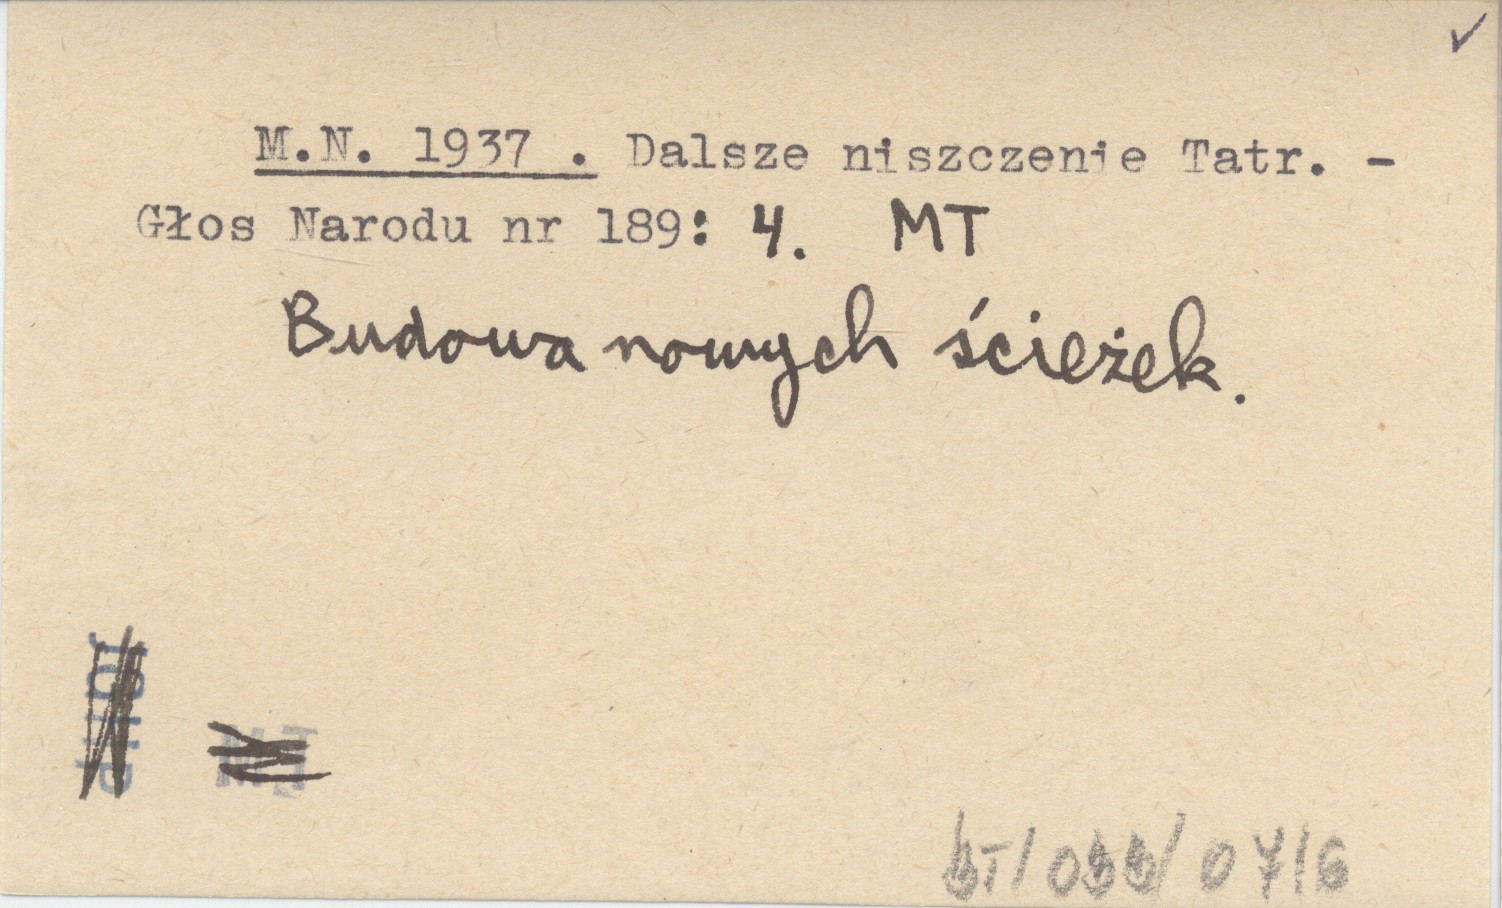 ✓
M.N. 1937 . Dalsze niszczenie Tatr. -
Głos Narodu nr 189: 4. MT
Budowa nowych ścieżek.